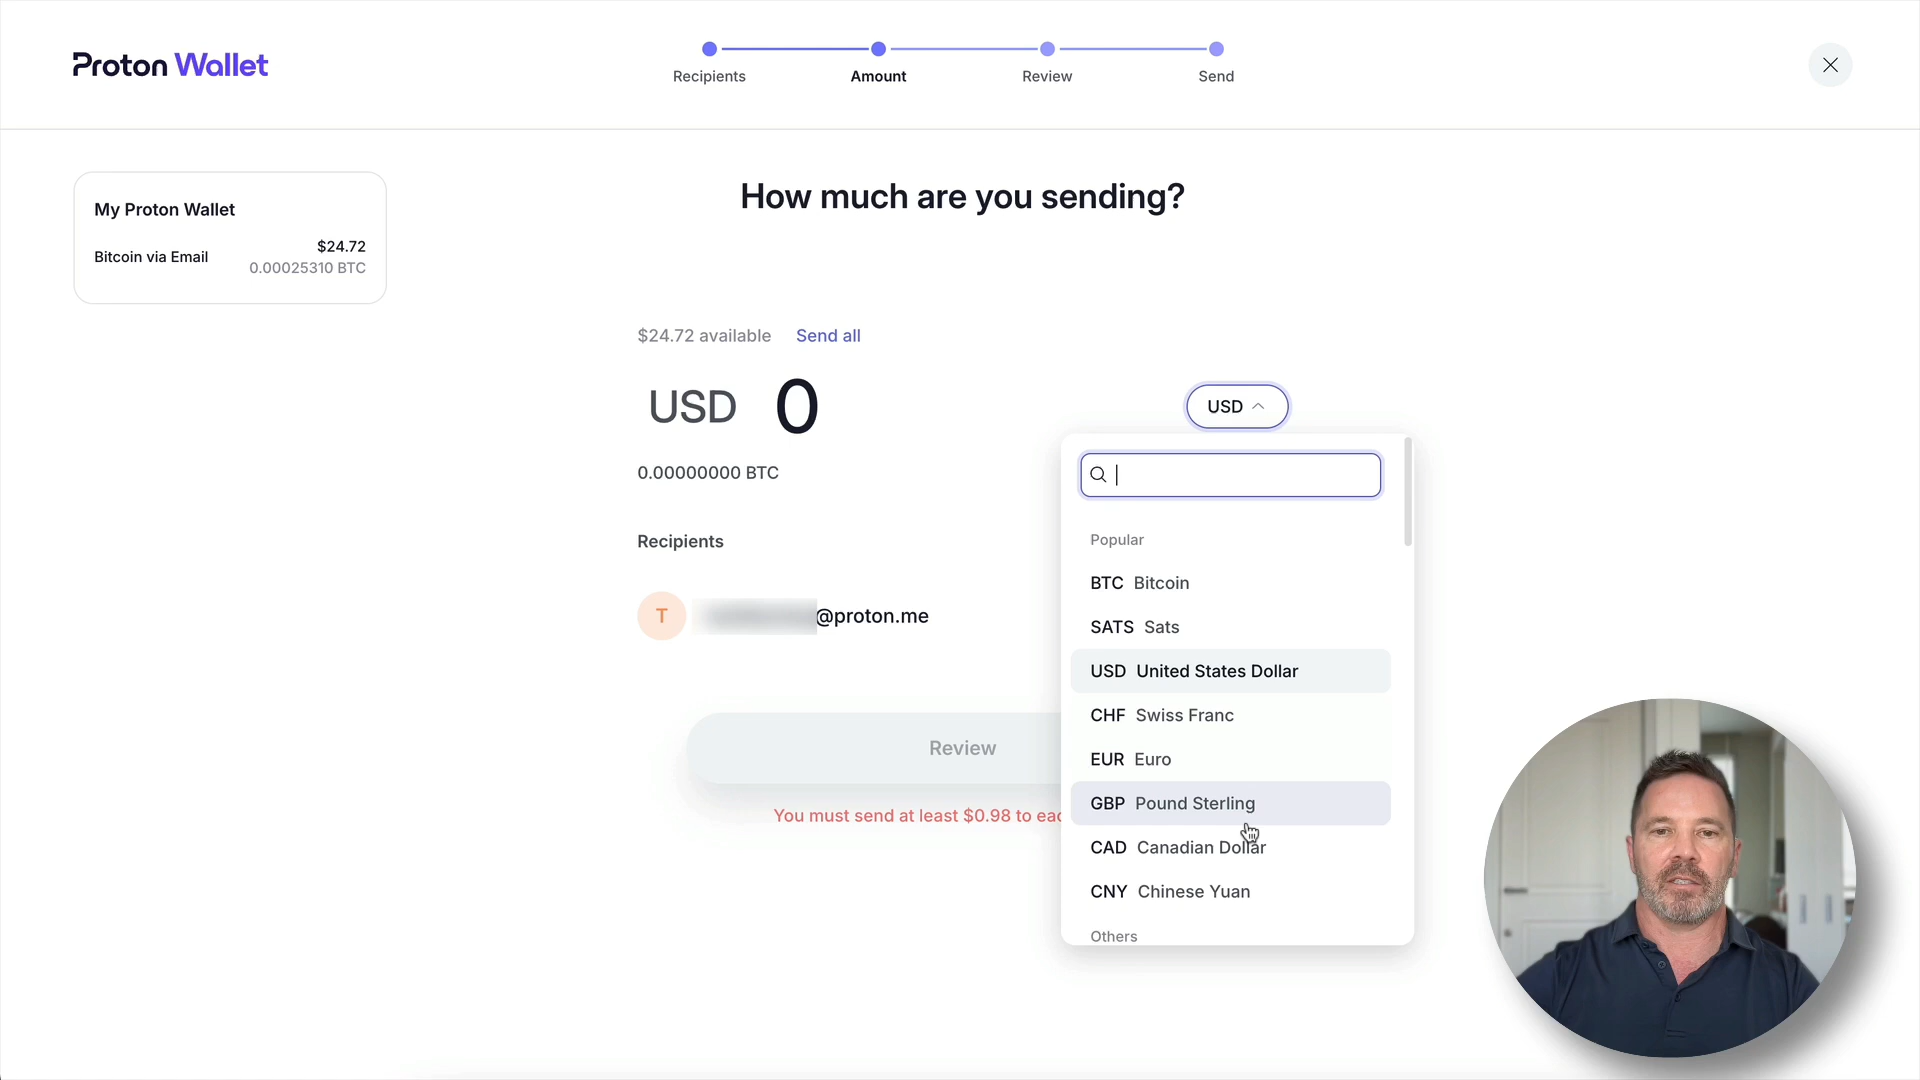 Proton Wallet
Recipients
Amount
Review
Send
My Proton Wallet
Bitcoin via Email
$24.72
0.00025310 BTC
How much are you sending?
$24.72 available Send all
USD 0
USD
0.00000000 BTC
Recipients
T @proton.me
Review
You must send at least $0.98 to
Popular
BTC Bitcoin
SATS Sats
USD United States Dollar
CHF Swiss Franc
EUR Euro
GBP Pound Sterling
CAD Canadian Dollar
CNY Chinese Yuan
Others